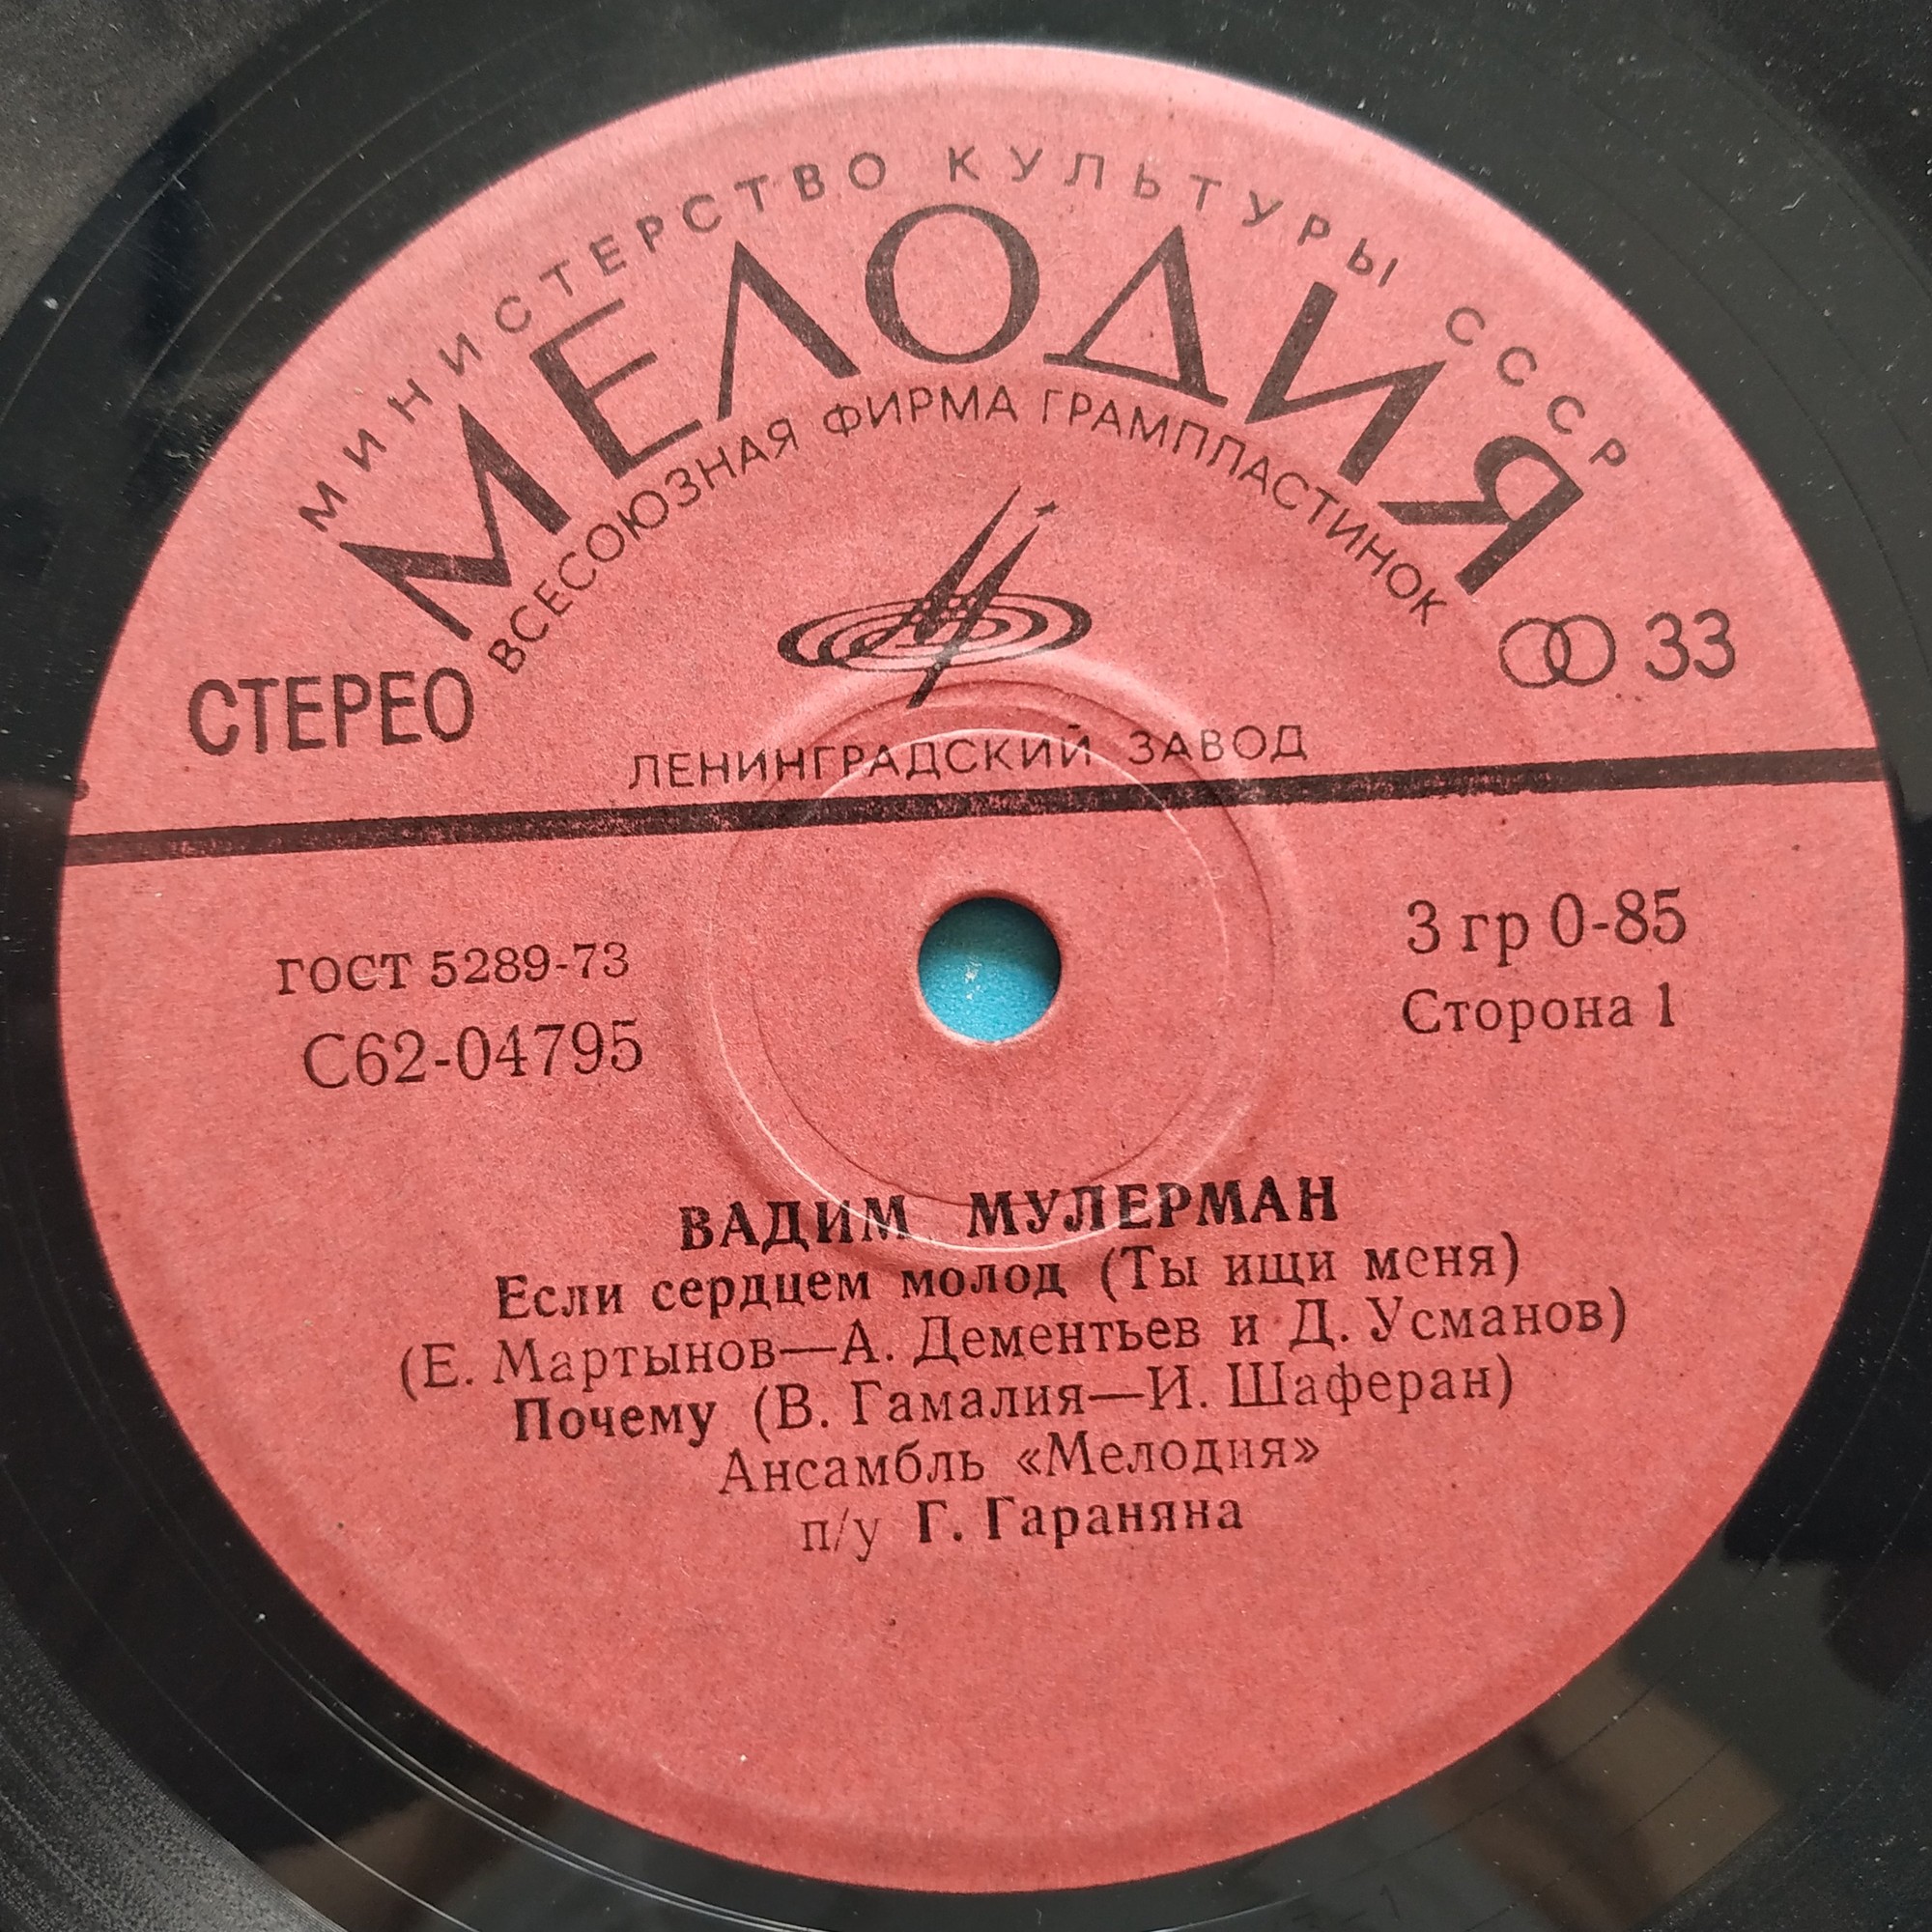 МИНИСТЕРСТВО КУЛЬТУРЫ СССР
МЕЛОДИЯ
ВСЕСОЮЗНАЯ ФИРМА ГРАМПЛАСТИНОК
СТЕРЕО
33
ЛЕНИНГРАДСКИЙ ЗАВОД
ГОСТ 5289-73
С62-04795
3 гр 0-85
Сторона 1
ВАДИМ МУЛЕРМАН
Если сердцем молод (Ты ищи меня)
(Е. Мартынов—А. Дементьев и Д. Усманов)
Почему (В. Гамалия—И. Шаферан)
Ансамбль «Мелодия»
п/у Г. Гараняна